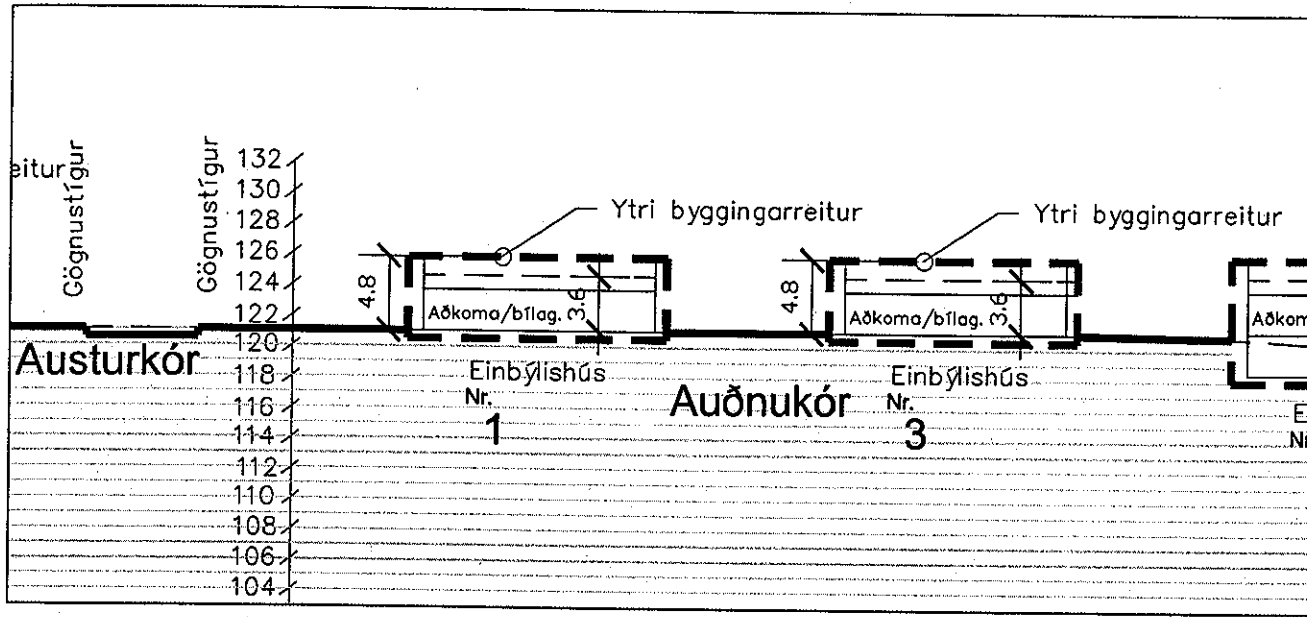 eitur
Gögnustígur
Gögnustígur
132
130
128
126
124
122
120
118
116
114
112
110
108
106
104
Austurkór
Ytri byggingarreitur
4.8
3.6
Aðkoma/bílag.
Einbýlishús
Nr.
1
Auðnukór
Ytri byggingarreitur
4.8
3.6
Aðkoma/bílag.
Einbýlishús
Nr.
3
Aðkom
E
Nr